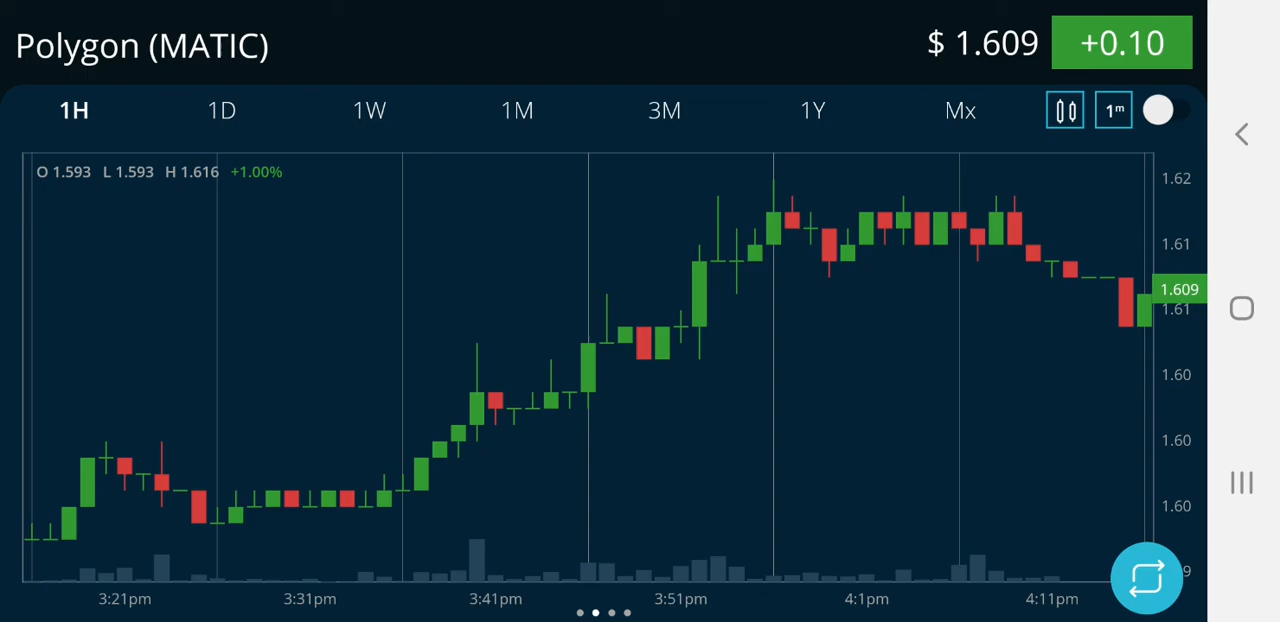 Polygon (MATIC)
$ 1.609 +0.10
1H 1D 1W 1M 3M 1Y Mx 1m
O 1.593 L 1.593 H 1.616 +1.00%
1.62
1.61
1.609
1.61
1.60
1.60
1.60
9
3:21pm 3:31pm 3:41pm 3:51pm 4:1pm 4:11pm